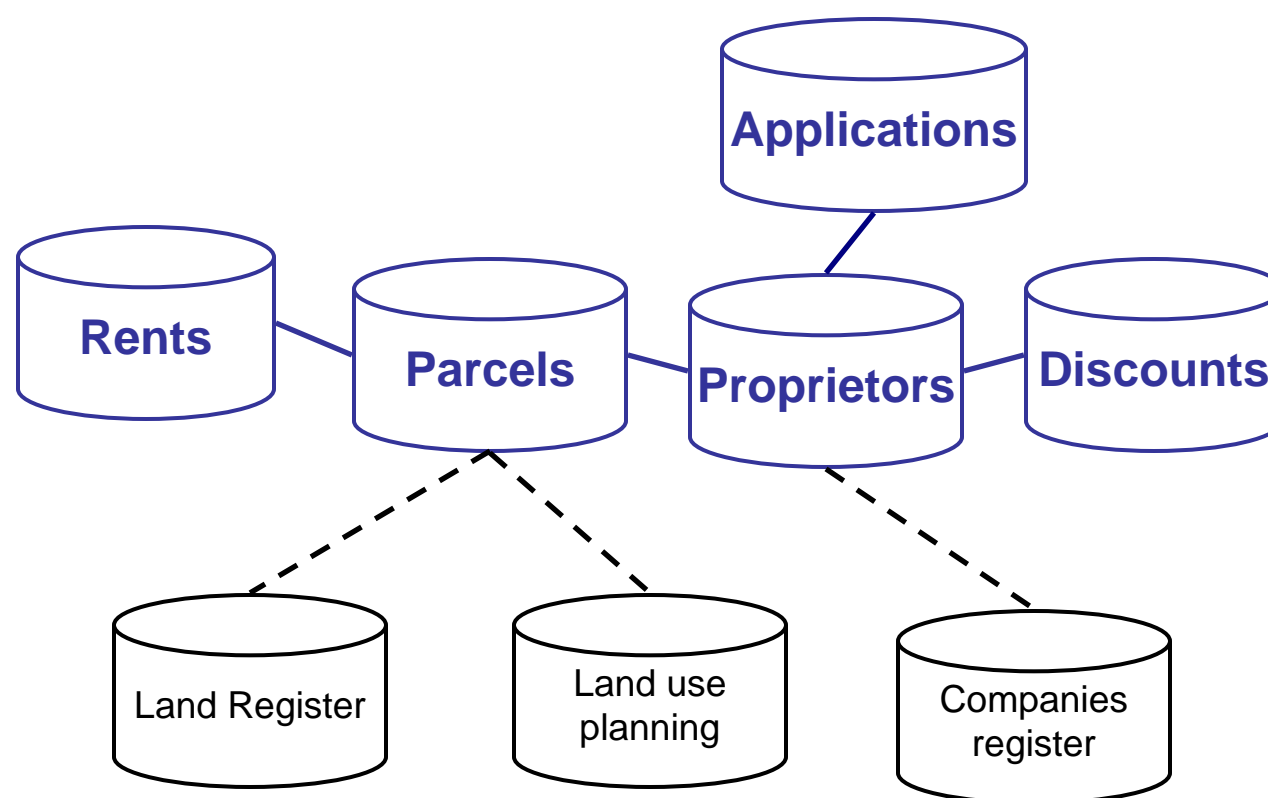 Applications
Rents
Parcels
Proprietors
Discounts
Land Register
Land use
planning
Companies
register